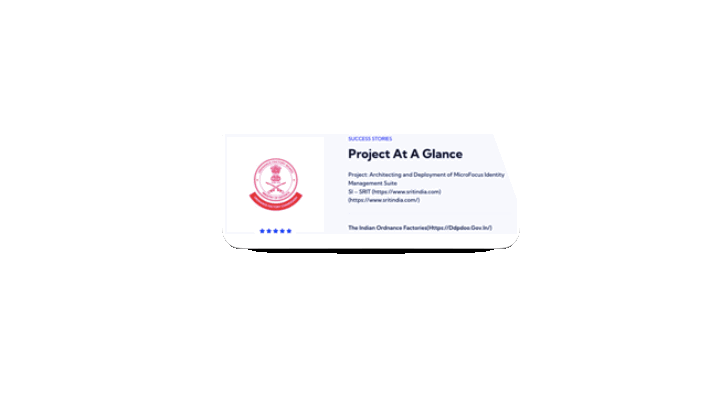 SUCCESS STORIES
Project At A Glance
Project: Architecting and Deployment of MicroFocus Identity
Management Suite
SI - SRIT (https://www.sritindia.com)
(https://www.sritindia.com/)
The Indian Ordnance Factories(Https://Ddpdoo.Gov.In/)